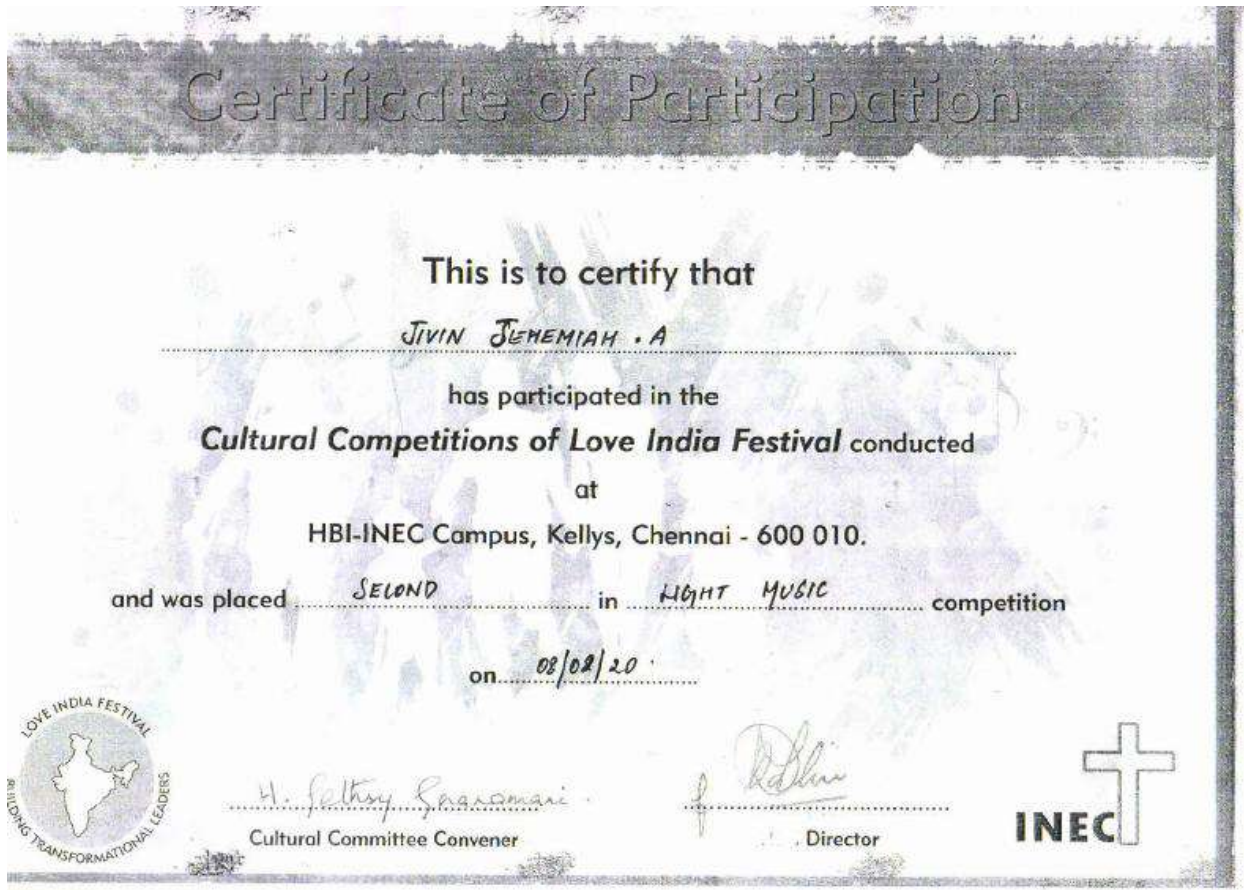 Certificate of Participation
This is to certify that
JIVIN JEHEMIAH . A
has participated in the
Cultural Competitions of Love India Festival conducted
at
HBI-INEC Campus, Kellys, Chennai - 600 010.
and was placed SECOND in LIGHT MUSIC competition
on 08/02/20
LOVE INDIA FESTIVAL
BUILDING TRANSFORMATIONAL LEADERS
Cultural Committee Convener
Director
INEC